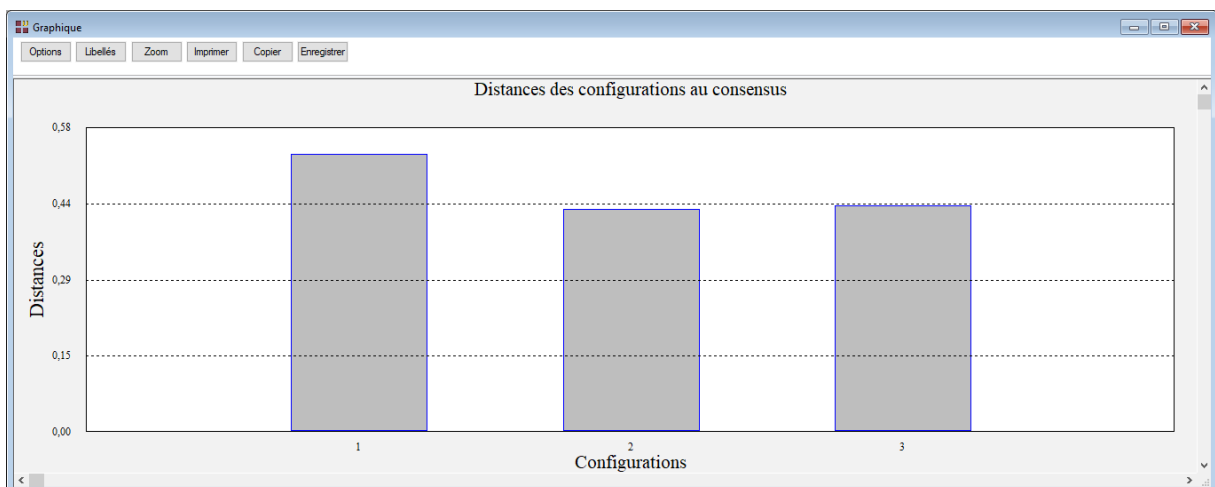 Graphique
Options Libellés Zoom Imprimer Copier Enregistrer
Distances des configurations au consensus
0,58
0,44
0,29
0,15
0,00
Distances
1 2 3
Configurations